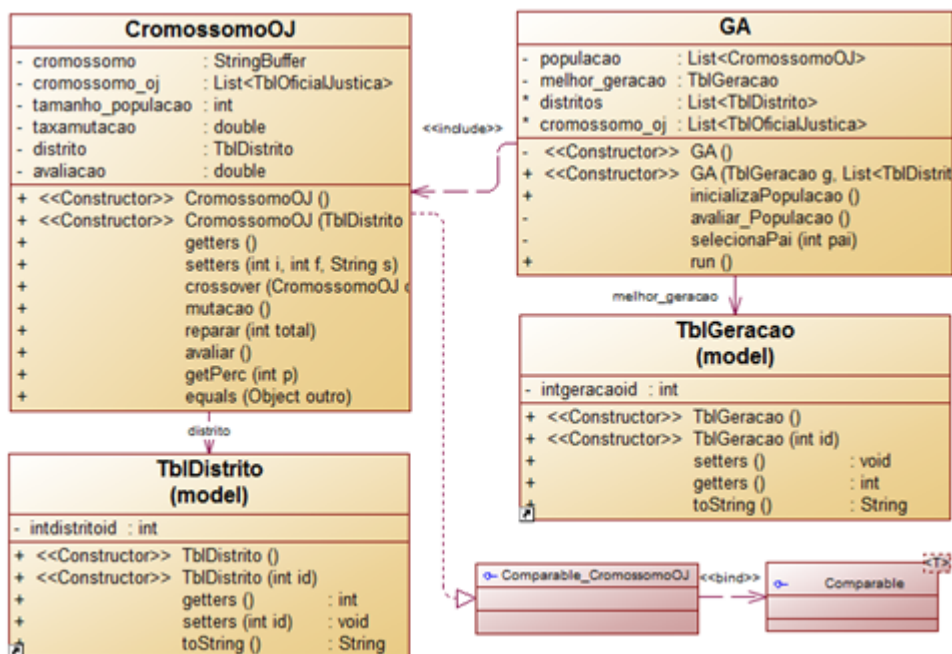 CromossomoOJ
- cromossomo : StringBuffer
- cromossomo_oj : List<TblOficialJustica>
- tamanho_populacao : int
- taxamutacao : double
- distrito : TblDistrito
- avaliacao : double
+ <<Constructor>> CromossomoOJ ()
+ <<Constructor>> CromossomoOJ (TblDistrito
+ getters ()
+ setters (int i, int f, String s)
+ crossover (CromossomoOJ
+ mutacao ()
+ reparar (int total)
+ avaliar ()
+ getPerc (int p)
+ equals (Object outro)
<<include>>
GA
- populacao : List<CromossomoOJ>
- melhor_geracao : TblGeracao
* distritos : List<TblDistrito>
* cromossomo_oj : List<TblOficialJustica>
- <<Constructor>> GA ()
+ <<Constructor>> GA (TblGeracao g, List<TblDistrit
+ inicializaPopulacao ()
- avaliar_Populacao ()
- selecionaPai (int pai)
+ run ()
melhor_geracao
TblGeracao
(model)
- intgeracaoid : int
+ <<Constructor>> TblGeracao ()
+ <<Constructor>> TblGeracao (int id)
+ setters () : void
+ getters () : int
+ toString () : String
distrito
TblDistrito
(model)
- intdistritoid : int
+ <<Constructor>> TblDistrito ()
+ <<Constructor>> TblDistrito (int id)
+ getters () : int
+ setters (int id) : void
toString () : String
Comparable_CromossomoOJ
<<bind>>
<T>
Comparable